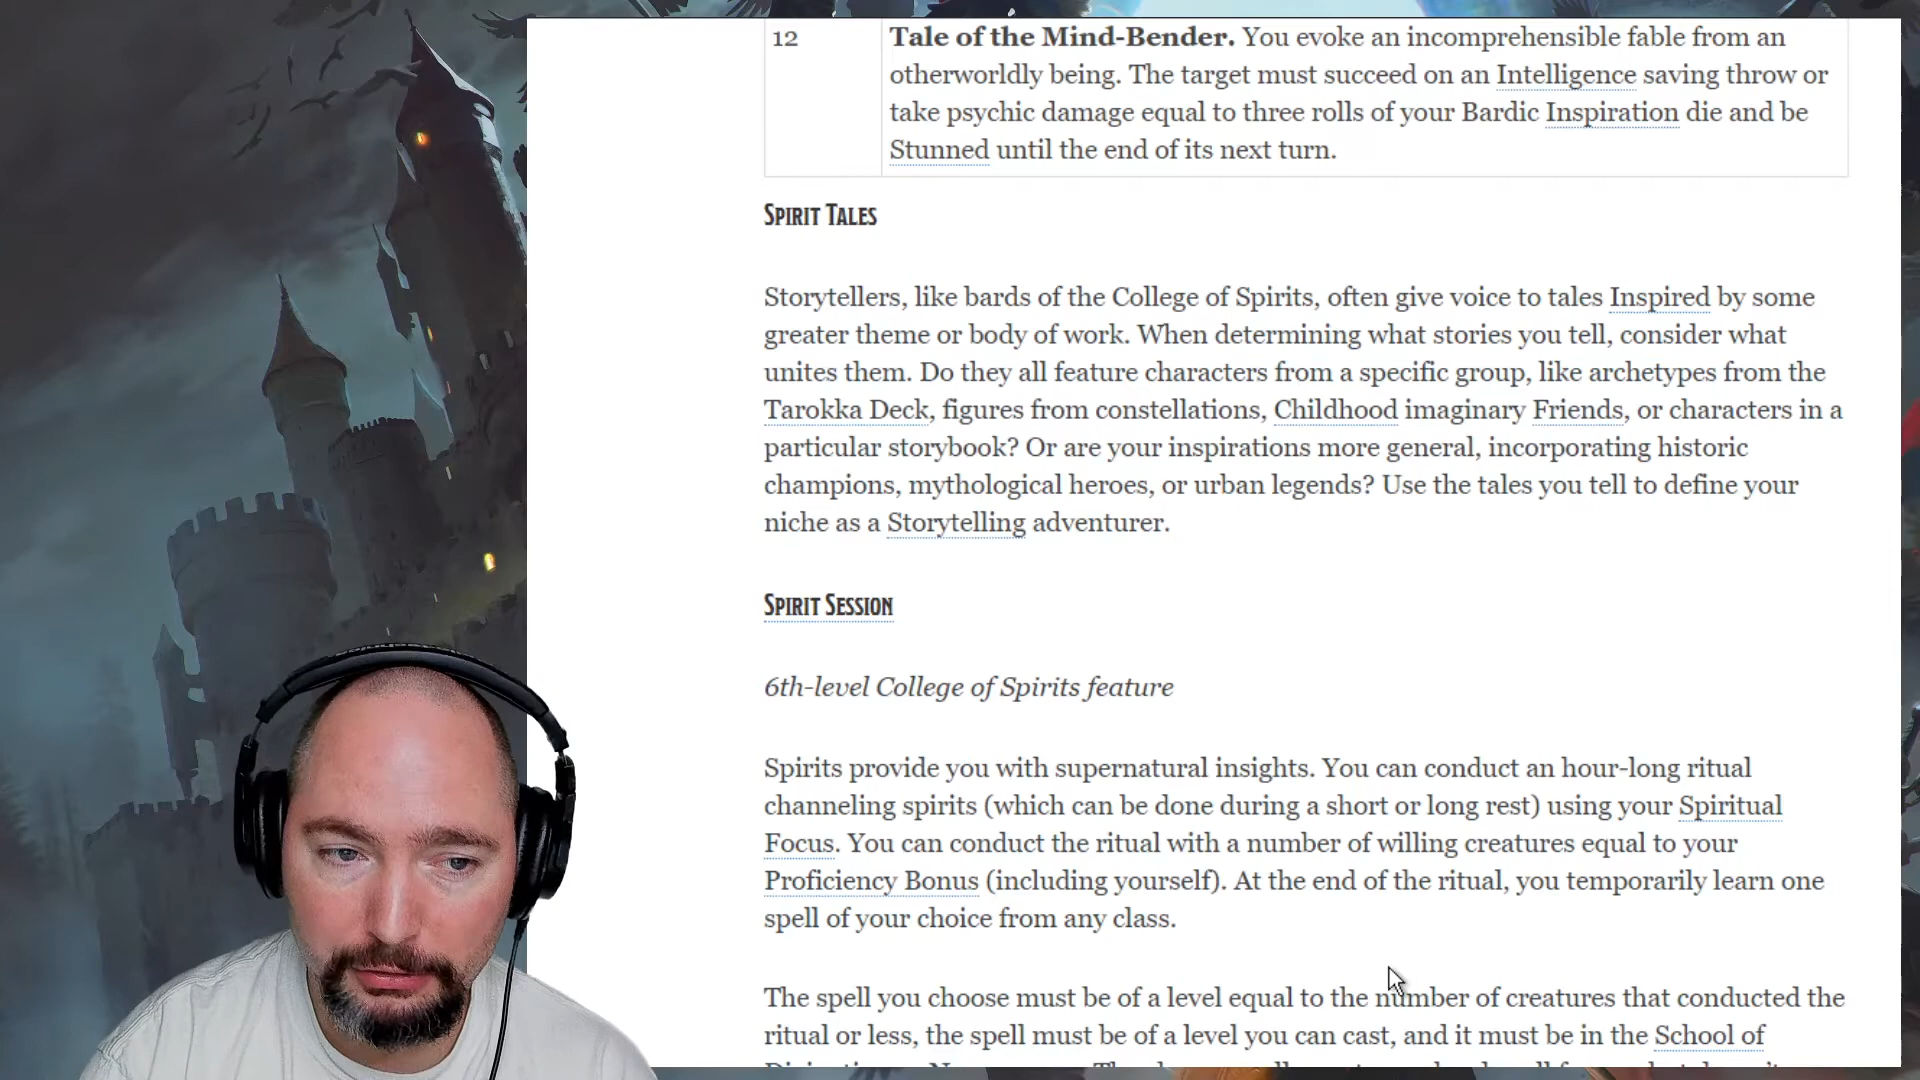 12
Tale of the Mind-Bender. You evoke an incomprehensible fable from an
otherworldly being. The target must succeed on an Intelligence saving throw or
take psychic damage equal to three rolls of your Bardic Inspiration die and be
Stunned until the end of its next turn.
Spirit Tales
Storytellers, like bards of the College of Spirits, often give voice to tales Inspired by some
greater theme or body of work. When determining what stories you tell, consider what
unites them. Do they all feature characters from a specific group, like archetypes from the
Tarokka Deck, figures from constellations, Childhood imaginary Friends, or characters in a
particular storybook? Or are your inspirations more general, incorporating historic
champions, mythological heroes, or urban legends? Use the tales you tell to define your
niche as a Storytelling adventurer.
Spirit Session
6th-level College of Spirits feature
Spirits provide you with supernatural insights. You can conduct an hour-long ritual
channeling spirits (which can be done during a short or long rest) using your Spiritual
Focus. You can conduct the ritual with a number of willing creatures equal to your
Proficiency Bonus (including yourself). At the end of the ritual, you temporarily learn one
spell of your choice from any class.
The spell you choose must be of a level equal to the number of creatures that conducted the
ritual or less, the spell must be of a level you can cast, and it must be in the School of